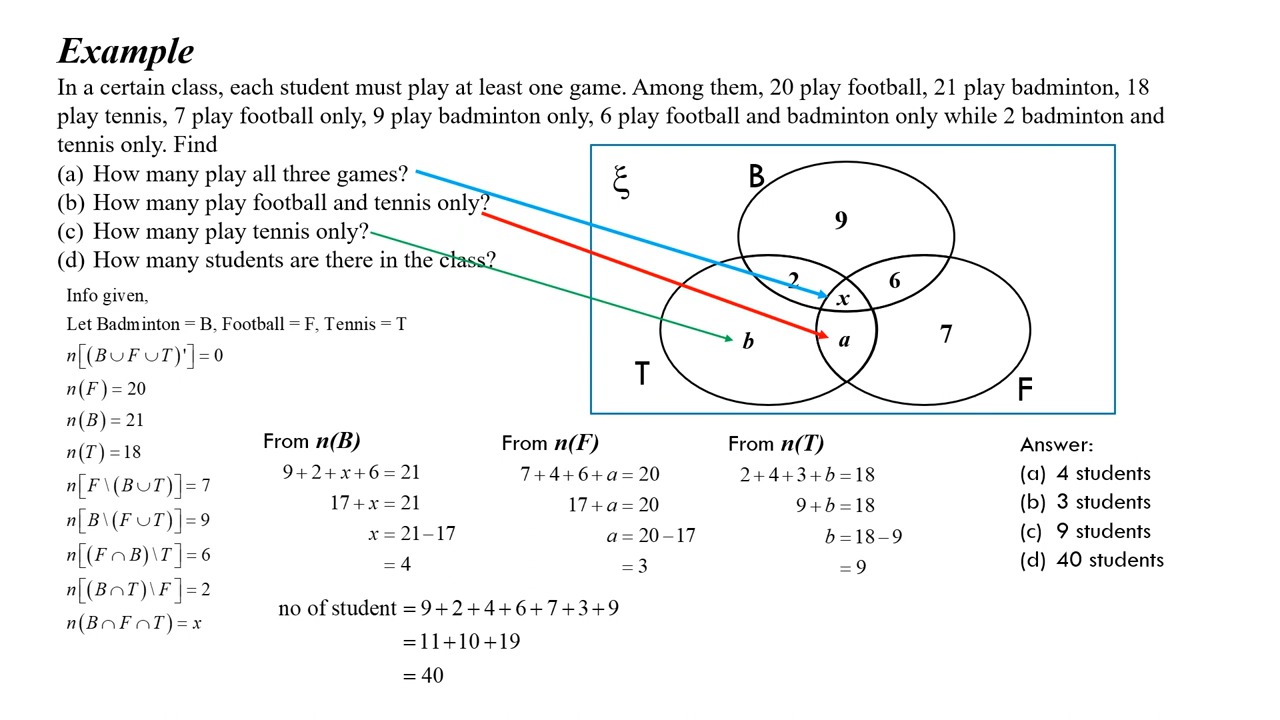 Example
In a certain class, each student must play at least one game. Among them, 20 play football, 21 play badminton, 18
play tennis, 7 play football only, 9 play badminton only, 6 play football and badminton only while 2 badminton and
tennis only. Find
(a) How many play all three games?
(b) How many play football and tennis only?
(c) How many play tennis only?
(d) How many students are there in the class?
ξ
B
9
2
6
x
b
a
7
T
F
Info given,
Let Badminton = B, Football = F, Tennis = T
n[(B∪F∪T)'] = 0
n(F) = 20
n(B) = 21
n(T) = 18
n[F\(B∪T)] = 7
n[B\(F∪T)] = 9
n[(F∩B)\T] = 6
n[(B∩T)\F] = 2
n(B∩F∩T) = x
From n(B)
9+2+x+6 = 21
17+x = 21
x = 21−17
= 4
From n(F)
7+4+6+a = 20
17+a = 20
a = 20−17
= 3
From n(T)
2+4+3+b = 18
9+b = 18
b = 18−9
= 9
Answer:
(a) 4 students
(b) 3 students
(c) 9 students
(d) 40 students
no of student = 9+2+4+6+7+3+9
= 11+10+19
= 40